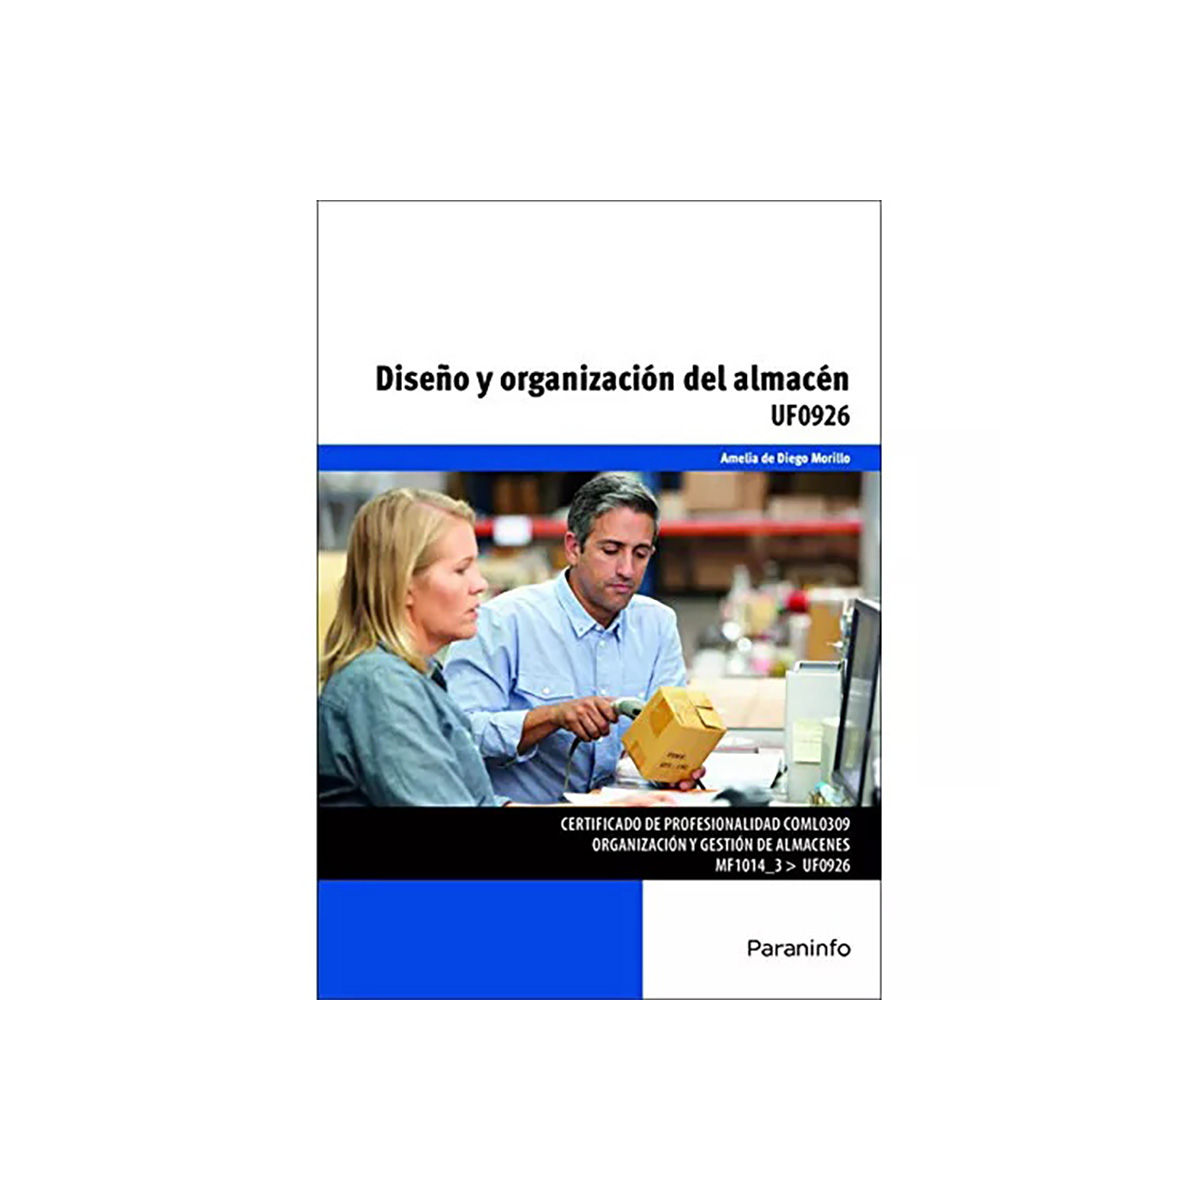 Diseño y organización del almacén
UF0926
Amelia de Diego Morillo
CERTIFICADO DE PROFESIONALIDAD COML0309
ORGANIZACIÓN Y GESTIÓN DE ALMACENES
MF1014_3 > UF0926
Paraninfo